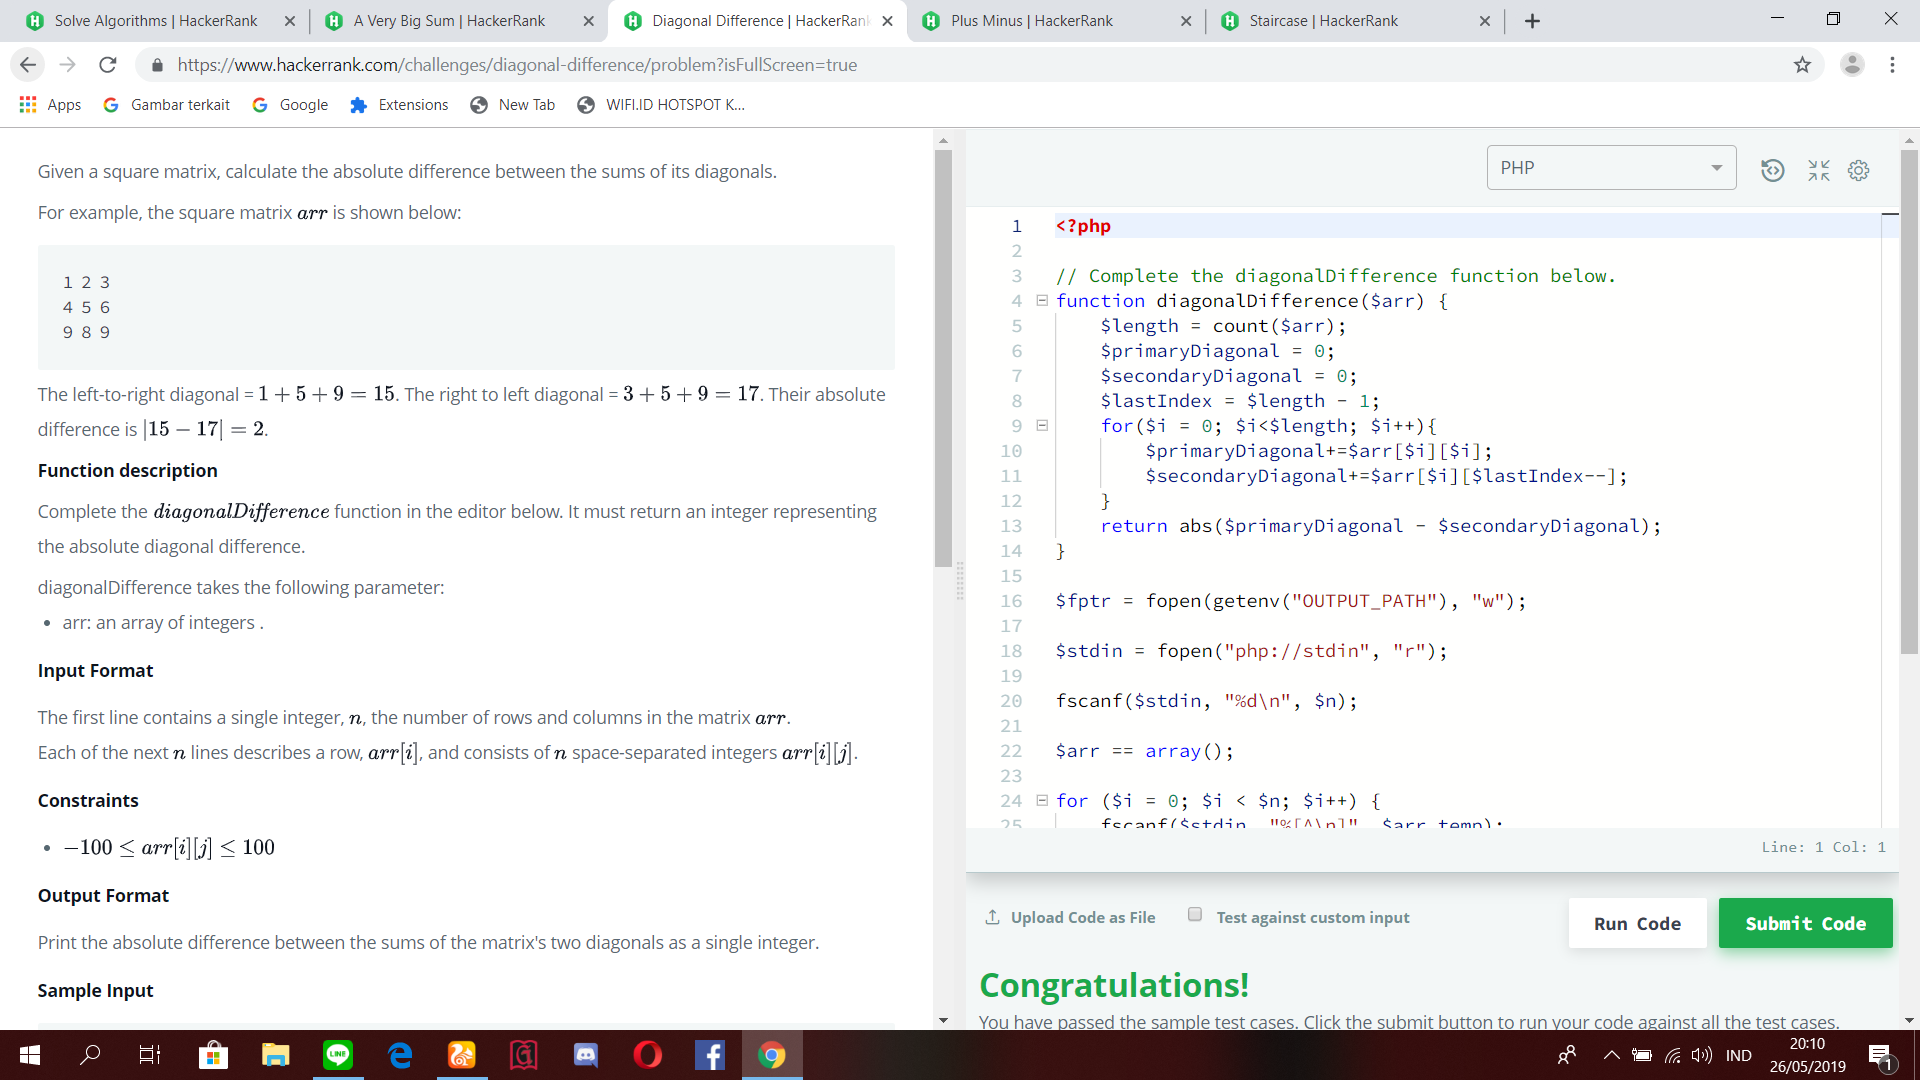 Solve Algorithms | HackerRank
A Very Big Sum | HackerRank
Diagonal Difference | HackerRank
Plus Minus | HackerRank
Staircase | HackerRank
https://www.hackerrank.com/challenges/diagonal-difference/problem?isFullScreen=true
Apps
Gambar terkait
Google
Extensions
New Tab
WIFI.ID HOTSPOT K...
Given a square matrix, calculate the absolute difference between the sums of its diagonals.
For example, the square matrix arr is shown below:
1 2 3
4 5 6
9 8 9
The left-to-right diagonal = 1 + 5 + 9 = 15. The right to left diagonal = 3 + 5 + 9 = 17. Their absolute
difference is |15 − 17| = 2.
Function description
Complete the diagonalDifference function in the editor below. It must return an integer representing
the absolute diagonal difference.
diagonalDifference takes the following parameter:
• arr: an array of integers .
Input Format
The first line contains a single integer, n, the number of rows and columns in the matrix arr.
Each of the next n lines describes a row, arr[i], and consists of n space-separated integers arr[i][j].
Constraints
• −100 ≤ arr[i][j] ≤ 100
Output Format
Print the absolute difference between the sums of the matrix's two diagonals as a single integer.
Sample Input
PHP
1 <?php
2
3 // Complete the diagonalDifference function below.
4 function diagonalDifference($arr) {
5     $length = count($arr);
6     $primaryDiagonal = 0;
7     $secondaryDiagonal = 0;
8     $lastIndex = $length - 1;
9     for($i = 0; $i<$length; $i++){
10         $primaryDiagonal+=$arr[$i][$i];
11         $secondaryDiagonal+=$arr[$i][$lastIndex--];
12     }
13     return abs($primaryDiagonal - $secondaryDiagonal);
14 }
15
16 $fptr = fopen(getenv("OUTPUT_PATH"), "w");
17
18 $stdin = fopen("php://stdin", "r");
19
20 fscanf($stdin, "%d\n", $n);
21
22 $arr == array();
23
24 for ($i = 0; $i < $n; $i++) {
25     fscanf($stdin, "%[^\n]", $arr_temp);
Line: 1 Col: 1
Upload Code as File
Test against custom input
Run Code
Submit Code
Congratulations!
You have passed the sample test cases. Click the submit button to run your code against all the test cases.
LINE
IND
20:10
26/05/2019
1